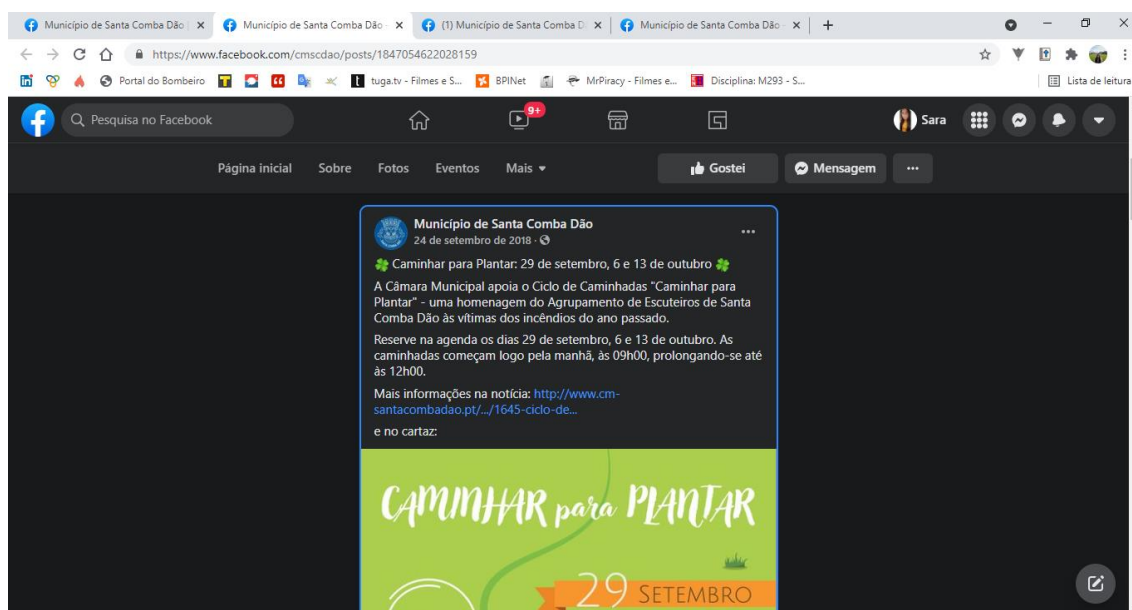 Município de Santa Comba Dão |
Município de Santa Comba Dão -
(1) Município de Santa Comba D
Município de Santa Comba Dão -
https://www.facebook.com/cmscdao/posts/1847054622028159
Portal do Bombeiro
tuga.tv - Filmes e S...
BPINet
MrPiracy - Filmes e...
Disciplina: M293 - S...
Lista de leitura
Pesquisa no Facebook
9+
Sara
Página inicial Sobre Fotos Eventos Mais
Gostei
Mensagem
Município de Santa Comba Dão
24 de setembro de 2018 ·
Caminhar para Plantar: 29 de setembro, 6 e 13 de outubro
A Câmara Municipal apoia o Ciclo de Caminhadas "Caminhar para
Plantar" - uma homenagem do Agrupamento de Escuteiros de Santa
Comba Dão às vítimas dos incêndios do ano passado.
Reserve na agenda os dias 29 de setembro, 6 e 13 de outubro. As
caminhadas começam logo pela manhã, às 09h00, prolongando-se até
às 12h00.
Mais informações na notícia: http://www.cm-
santacombadao.pt/.../1645-ciclo-de...
e no cartaz:
CAMINHAR para PLANTAR
29 SETEMBRO